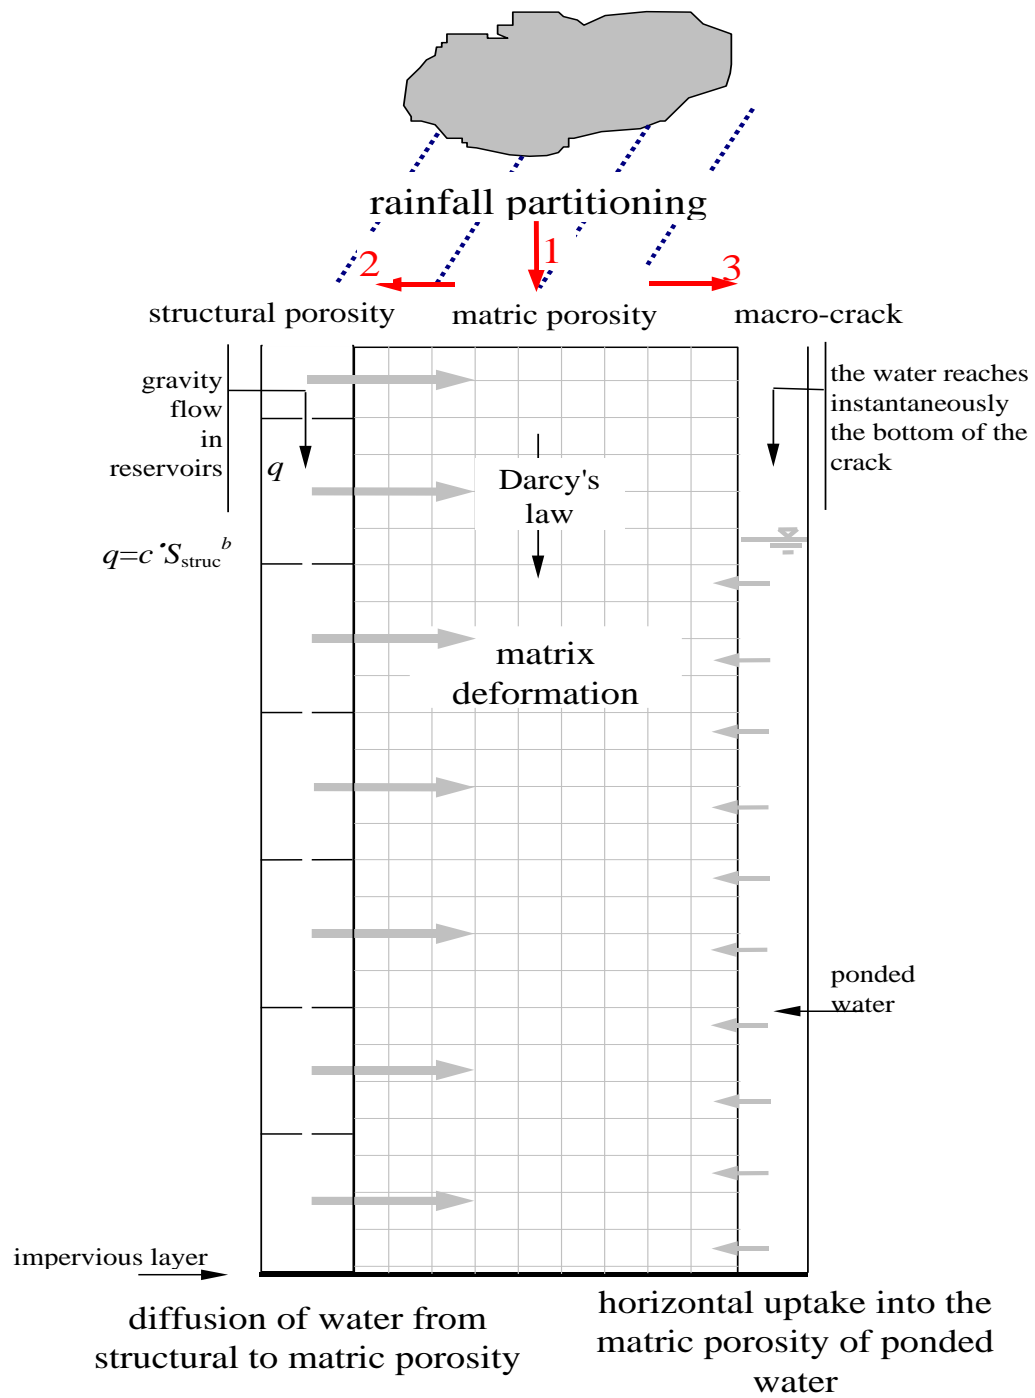 rainfall partitioning
1
2
3
structural porosity
matric porosity
macro-crack
gravity
flow
in
reservoirs
q
q=c·S_struc^b
Darcy's
law
the water reaches
instantaneously
the bottom of the
crack
matrix
deformation
ponded
water
impervious layer
diffusion of water from
structural to matric porosity
horizontal uptake into the
matric porosity of ponded
water